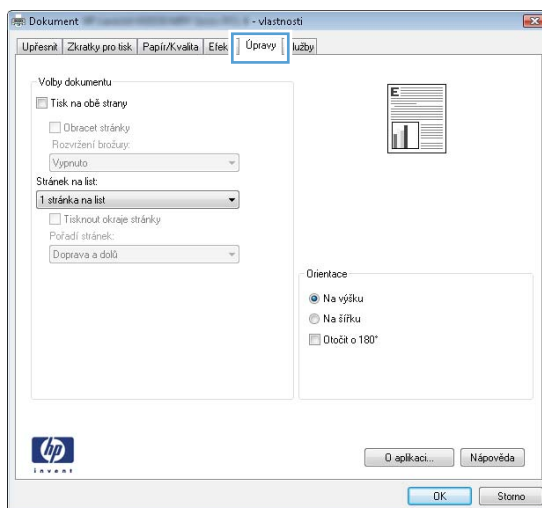 Dokument - vlastnosti
Upřesnit Zkratky pro tisk Papír/Kvalita Efek Úpravy lužby
Volby dokumentu
Tisk na obě strany
Obracet stránky
Rozvržení brožury:
Vypnuto
Stránek na list:
1 stránka na list
Tisknout okraje stránky
Pořadí stránek:
Doprava a dolů
E
Orientace
Na výšku
Na šířku
Otočit o 180°
hp
invent
O aplikaci... Nápověda
OK Storno